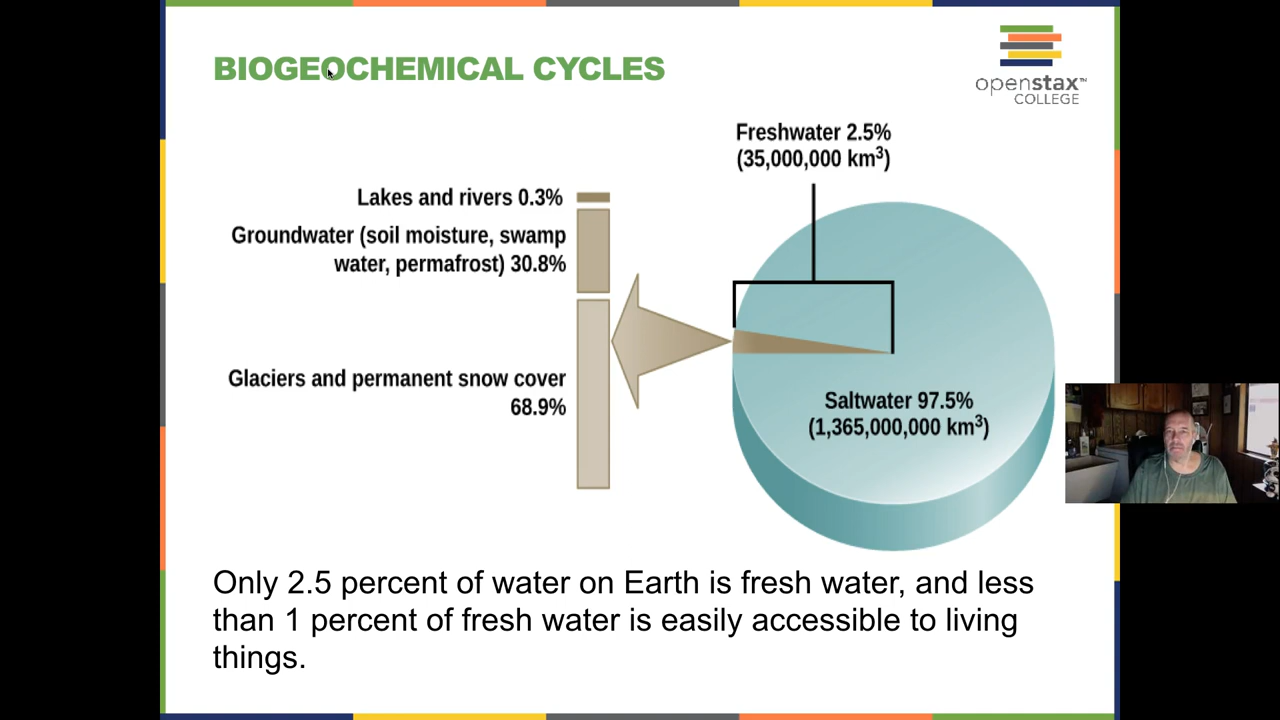 BIOGEOCHEMICAL CYCLES
openstax™
COLLEGE
Freshwater 2.5%
(35,000,000 km³)
Lakes and rivers 0.3%
Groundwater (soil moisture, swamp
water, permafrost) 30.8%
Glaciers and permanent snow cover
68.9%
Saltwater 97.5%
(1,365,000,000 km³)
Only 2.5 percent of water on Earth is fresh water, and less
than 1 percent of fresh water is easily accessible to living
things.